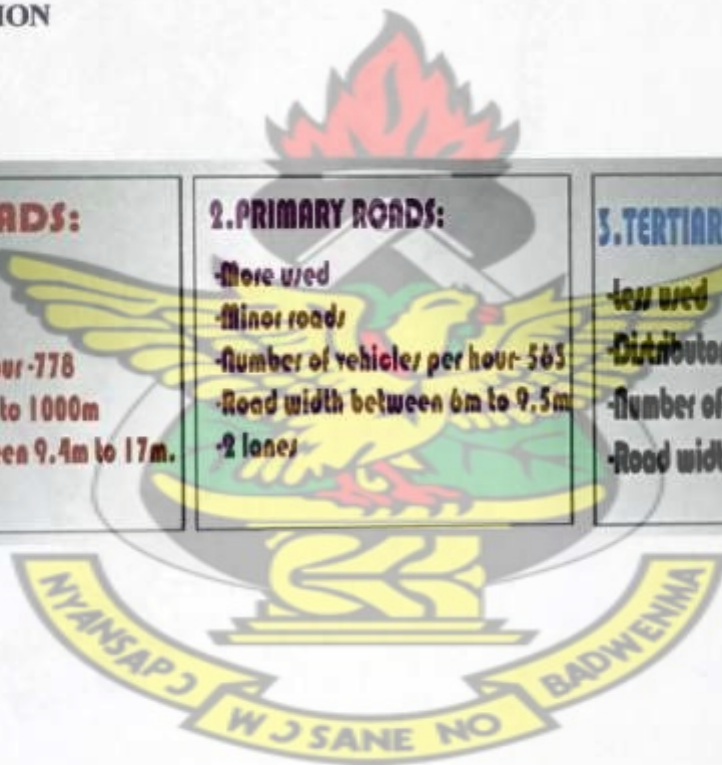 ION
ADS:
ur -778
to 1000m
en 9.4m to 17m.
2.PRIMARY ROADS:
-More used
-Minor roads
-Number of vehicles per hour- 565
-Road width between 6m to 9.5m
-2 lanes
3.TERTIAR
-Less used
-Distributor
-Number of
-Road widt
NYANSAPƆ WƆSANE NO BADWENMA